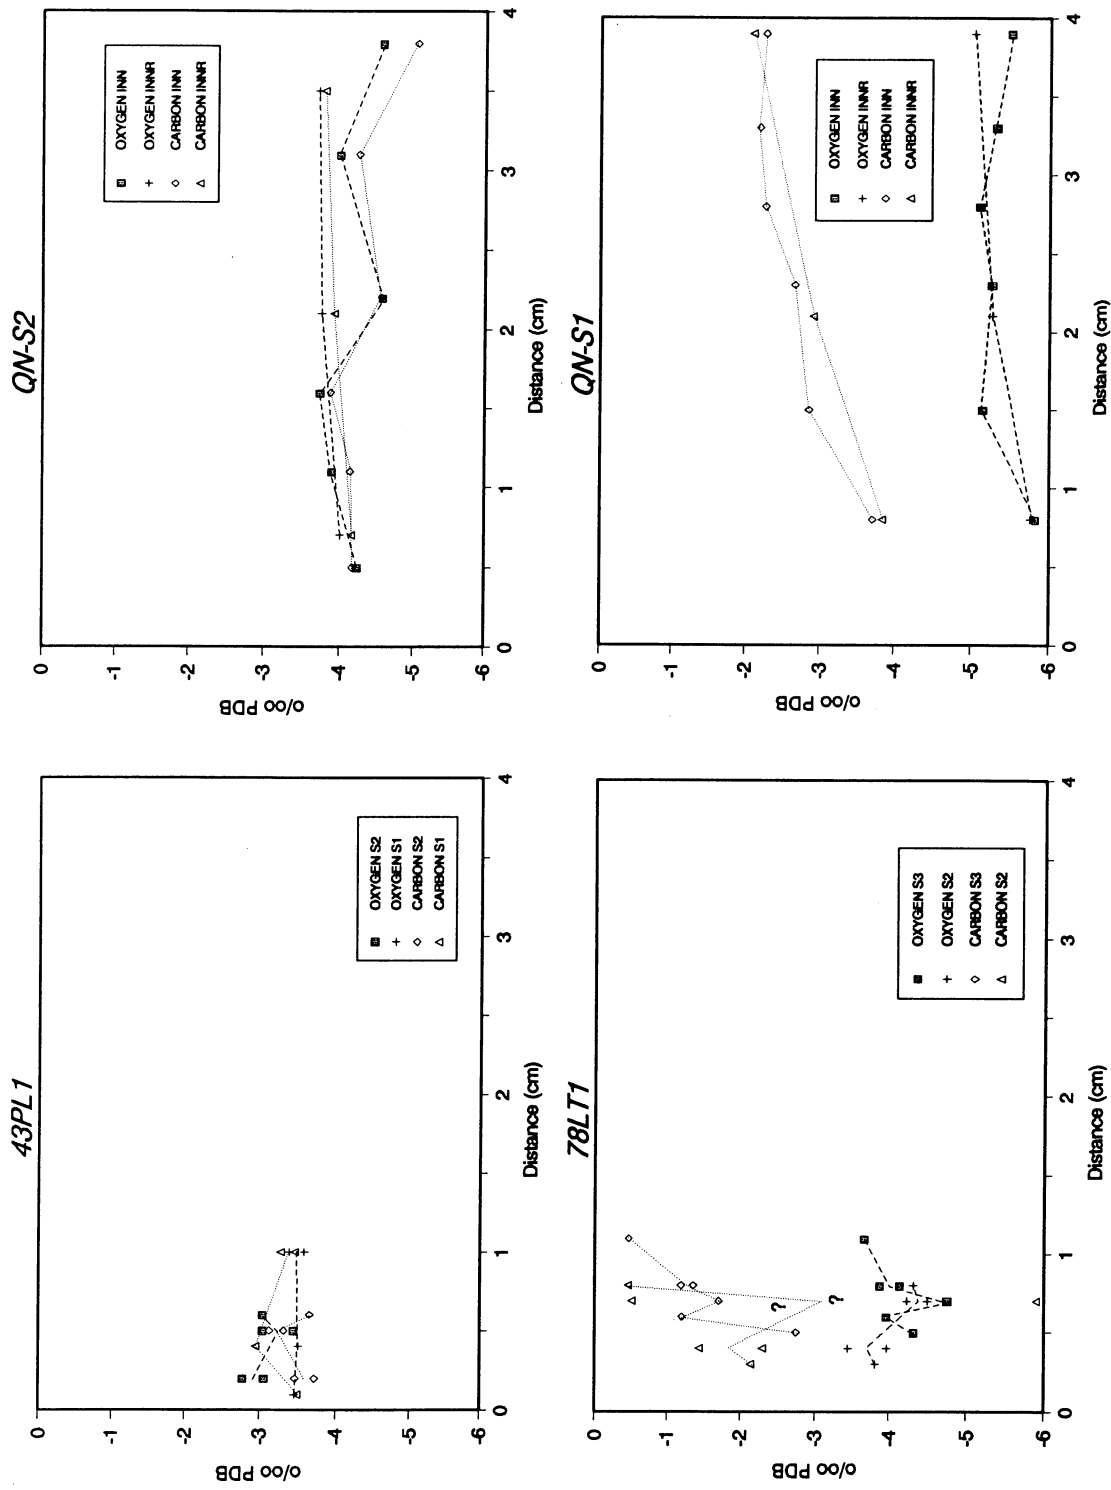 43PL1
0
-1
-2
-3
-4
-5
-6
o/oo PDB
0
1
2
3
4
Distance (cm)
OXYGEN S2
OXYGEN S1
CARBON S2
CARBON S1
QN-S2
0
-1
-2
-3
-4
-5
-6
o/oo PDB
0
1
2
3
4
Distance (cm)
OXYGEN INN
OXYGEN INNR
CARBON INN
CARBON INNR
78LT1
0
-1
-2
-3
-4
-5
-6
o/oo PDB
0
1
2
3
4
Distance (cm)
?
?
OXYGEN S3
OXYGEN S2
CARBON S3
CARBON S2
QN-S1
0
-1
-2
-3
-4
-5
-6
o/oo PDB
0
1
2
3
4
Distance (cm)
OXYGEN INN
OXYGEN INNR
CARBON INN
CARBON INNR